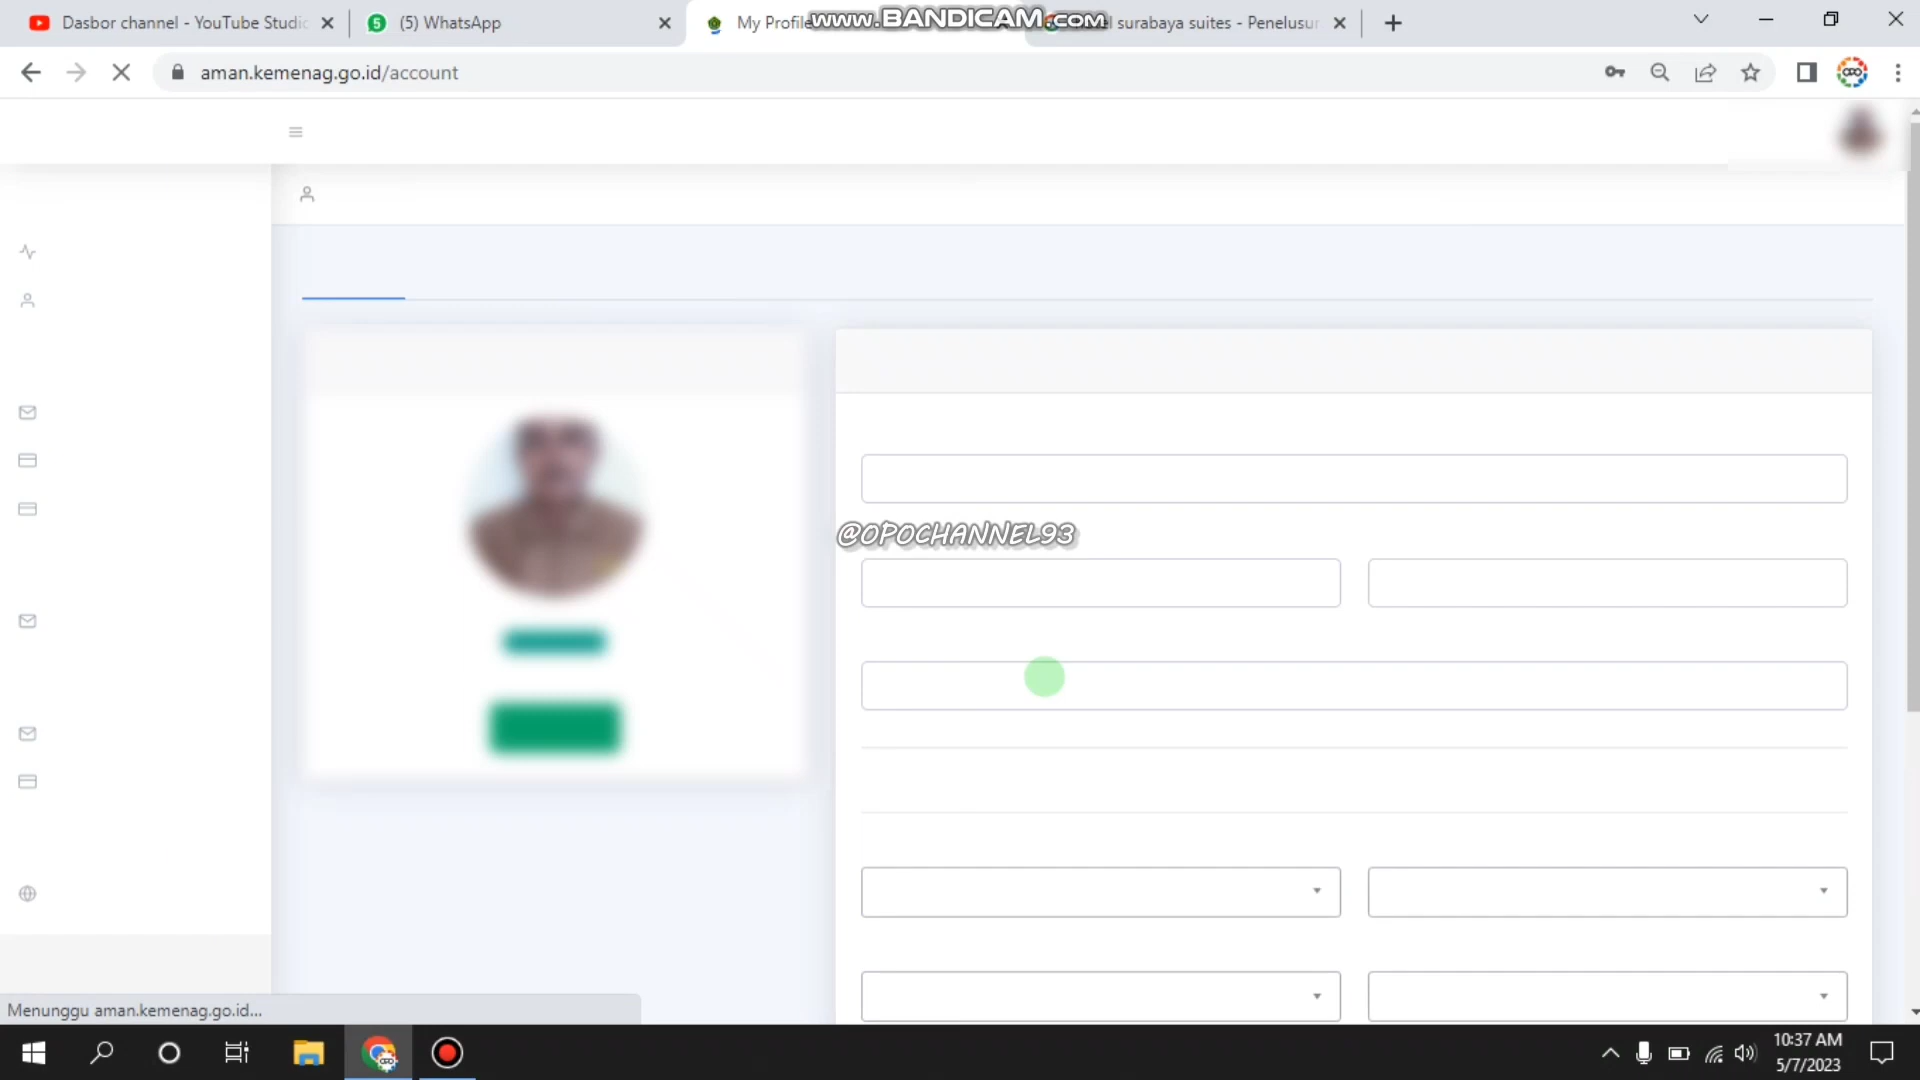 Dasbor channel - YouTube Studio
(5) WhatsApp
My Profile
www.BANDICAM.com
surabaya suites - Penelusur
aman.kemenag.go.id/account
@OPOCHANNEL93
Menunggu aman.kemenag.go.id...
10:37 AM
5/7/2023